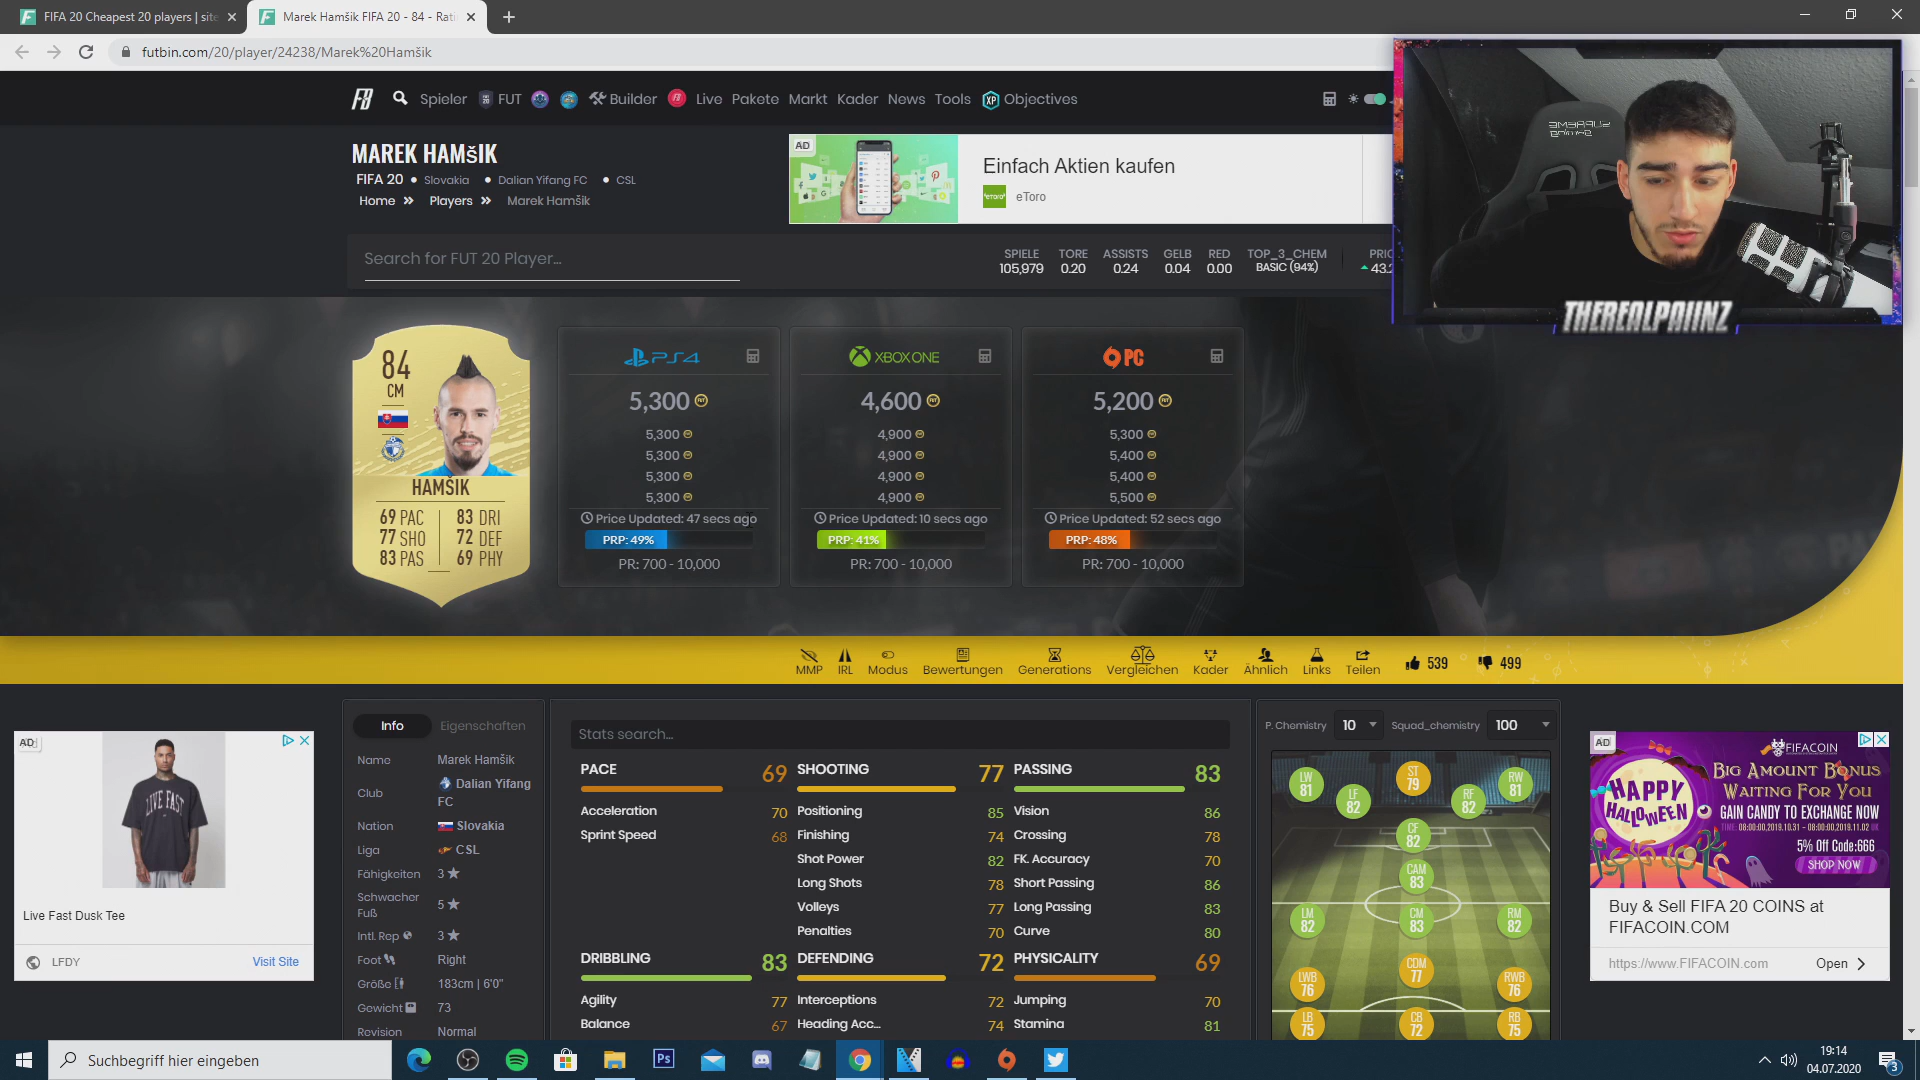 FIFA 20 Cheapest 20 players | site
Marek Hamšik FIFA 20 - 84 - Rati
futbin.com/20/player/24238/Marek%20Hamšik
Spieler
FUT
Builder
Live
Pakete
Markt
Kader
News
Tools
XP
Objectives
MAREK HAMšIK
FIFA 20 • Slovakia • Dalian Yifang FC • CSL
Home » Players » Marek Hamšik
AD
Einfach Aktien kaufen
eToro
Search for FUT 20 Player...
SPIELE TORE ASSISTS GELB RED TOP_3_CHEM
105,979 0.20 0.24 0.04 0.00 BASIC (94%)
THEREALPAIINZ
84
CM
HAMŠIK
69 PAC 83 DRI
77 SHO 72 DEF
83 PAS 69 PHY
PS4
5,300
5,300
5,300
5,300
5,300
Price Updated: 47 secs ago
PRP: 49%
PR: 700 - 10,000
XBOX ONE
4,600
4,900
4,900
4,900
4,900
Price Updated: 10 secs ago
PRP: 41%
PR: 700 - 10,000
PC
5,200
5,300
5,400
5,400
5,500
Price Updated: 52 secs ago
PRP: 48%
PR: 700 - 10,000
MMP IRL Modus Bewertungen Generations Vergleichen Kader Ähnlich Links Teilen 539 499
AD
LIVE FAST
Live Fast Dusk Tee
LFDY
Visit Site
Info Eigenschaften
Name Marek Hamšik
Club Dalian Yifang FC
Nation Slovakia
Liga CSL
Fähigkeiten 3
Schwacher Fuß 5
Intl. Rep 3
Foot Right
Größe 183cm | 6'0"
Gewicht 73
Revision Normal
Stats search...
PACE 69
Acceleration 70
Sprint Speed 68
SHOOTING 77
Positioning 85
Finishing 74
Shot Power 82
Long Shots 78
Volleys 77
Penalties 70
PASSING 83
Vision 86
Crossing 78
FK. Accuracy 70
Short Passing 86
Long Passing 83
Curve 80
DRIBBLING 83
Agility 77
Balance 67
DEFENDING 72
Interceptions 72
Heading Acc... 74
PHYSICALITY 69
Jumping 70
Stamina 81
P. Chemistry 10 Squad_chemistry 100
LW 81
ST 79
RW 81
LF 82
RF 82
CF 82
CAM 83
LM 82
CM 83
RM 82
CDM 77
LWB 76
RWB 76
LB 75
CB 72
RB 75
AD
FIFACOIN
HAPPY HALLOWEEN
BIG AMOUNT BONUS
WAITING FOR YOU
GAIN CANDY TO EXCHANGE NOW
5% Off Code:666
SHOP NOW
Buy & Sell FIFA 20 COINS at
FIFACOIN.COM
https://www.FIFACOIN.com
Open
Suchbegriff hier eingeben
Ps
19:14
04.07.2020
3